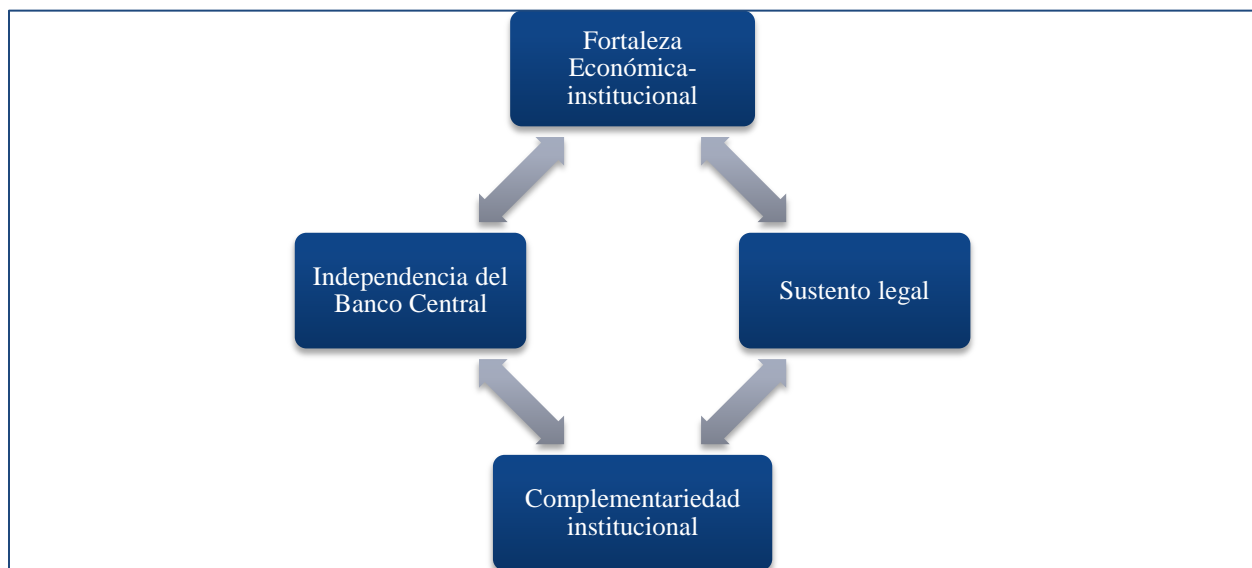 Fortaleza
Económica-
institucional
Independencia del
Banco Central
Sustento legal
Complementariedad
institucional